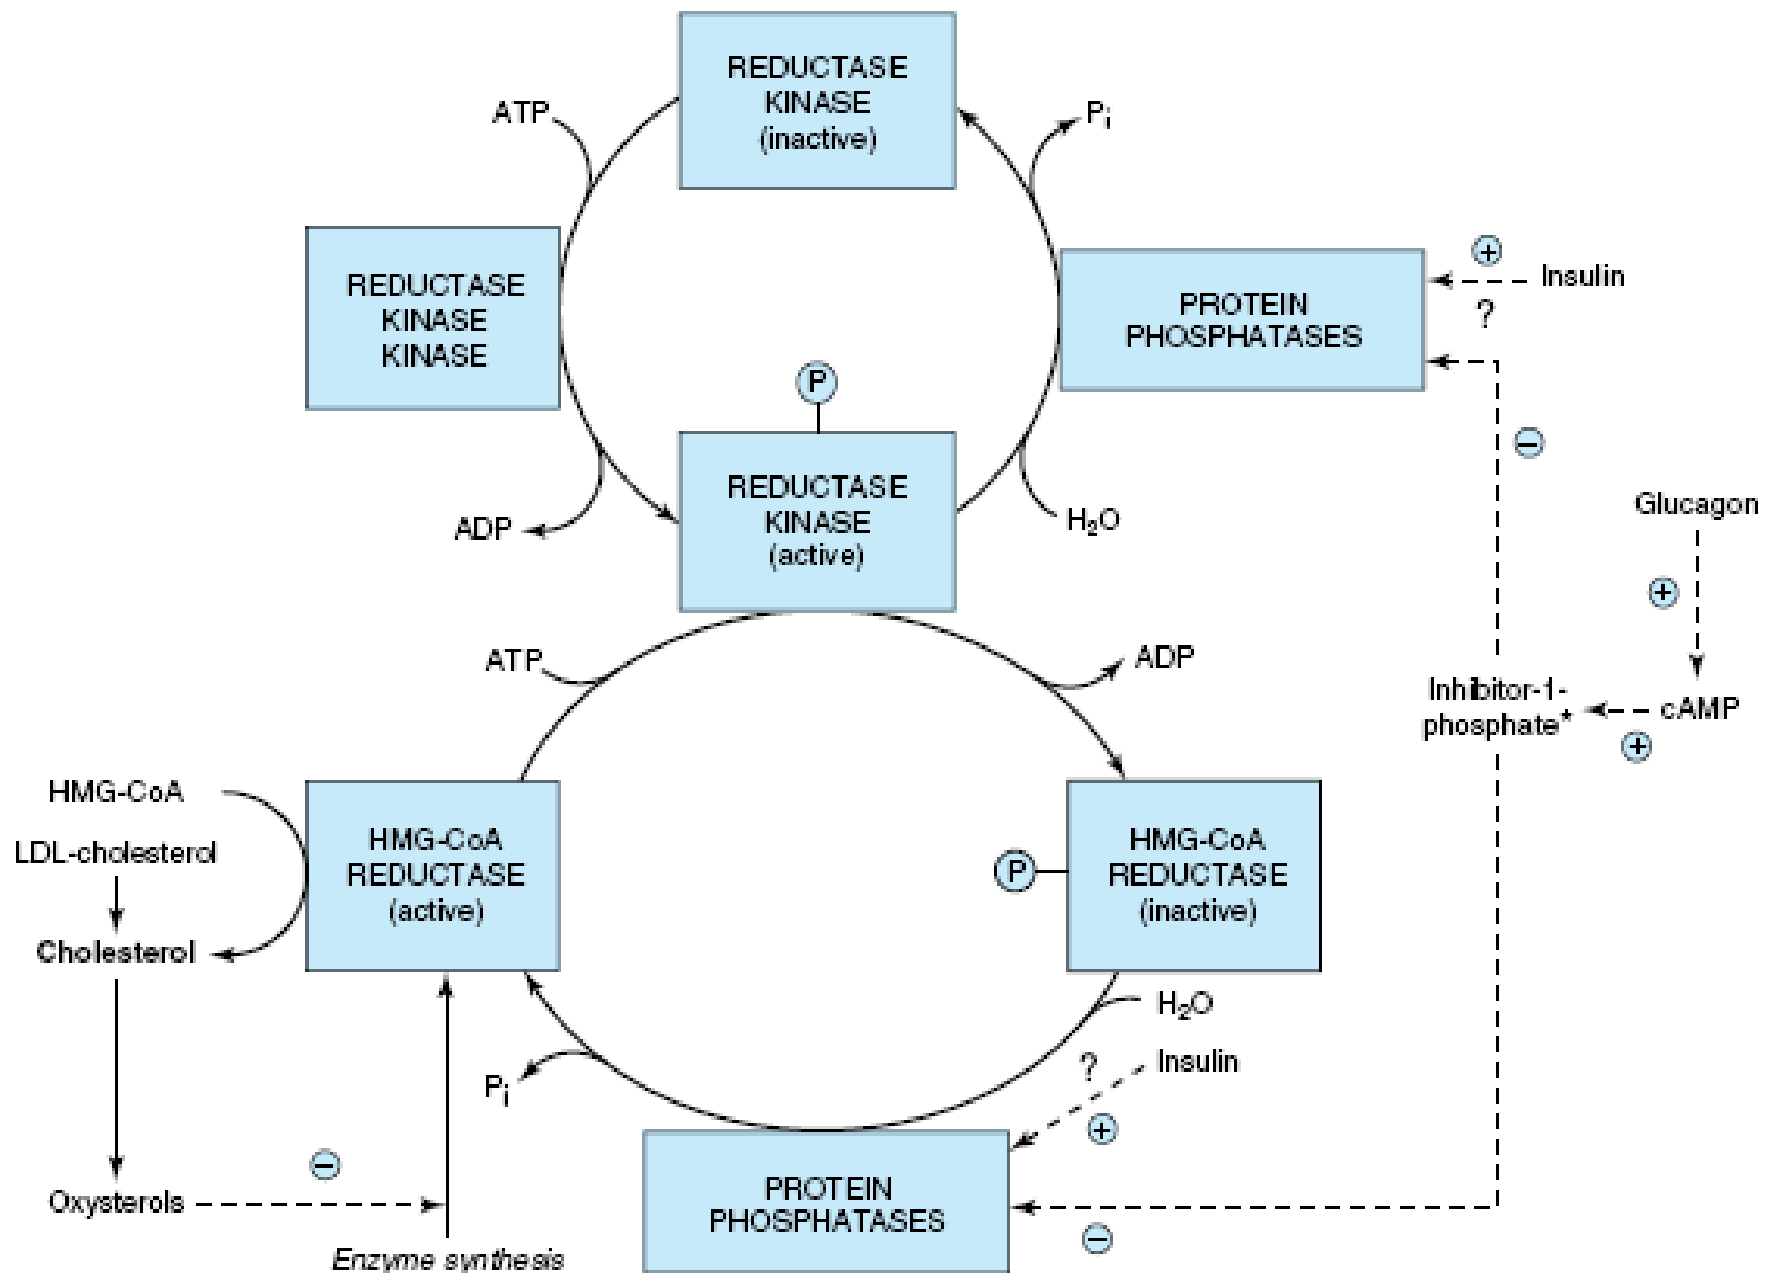 REDUCTASE
KINASE
(inactive)
ATP
Pi
REDUCTASE
KINASE
KINASE
PROTEIN
PHOSPHATASES
+
Insulin
?
P
−
REDUCTASE
KINASE
(active)
ADP
H₂O
Glucagon
+
ATP
ADP
Inhibitor-1-
phosphate*
cAMP
+
HMG-CoA
LDL-cholesterol
Cholesterol
HMG-CoA
REDUCTASE
(active)
P
HMG-CoA
REDUCTASE
(inactive)
H₂O
Pi
?
Insulin
+
−
Oxysterols
Enzyme synthesis
PROTEIN
PHOSPHATASES
−